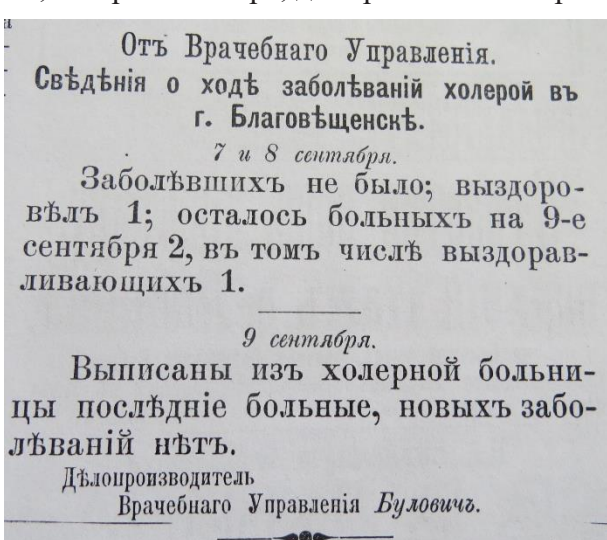 Отъ Врачебнаго Управленія.
Свѣдѣнія о ходѣ заболѣваній холерой въ
г. Благовѣщенскѣ.
7 и 8 сентября.
Заболѣвшихъ не было; выздоро-
вѣлъ 1; осталось больныхъ на 9-е
сентября 2, въ томъ числѣ выздорав-
ливающихъ 1.
9 сентября.
Выписаны изъ холерной больни-
цы послѣдніе больные, новыхъ забо-
лѣваній нѣтъ.
Дѣлопроизводитель
Врачебнаго Управленія Буловичъ.